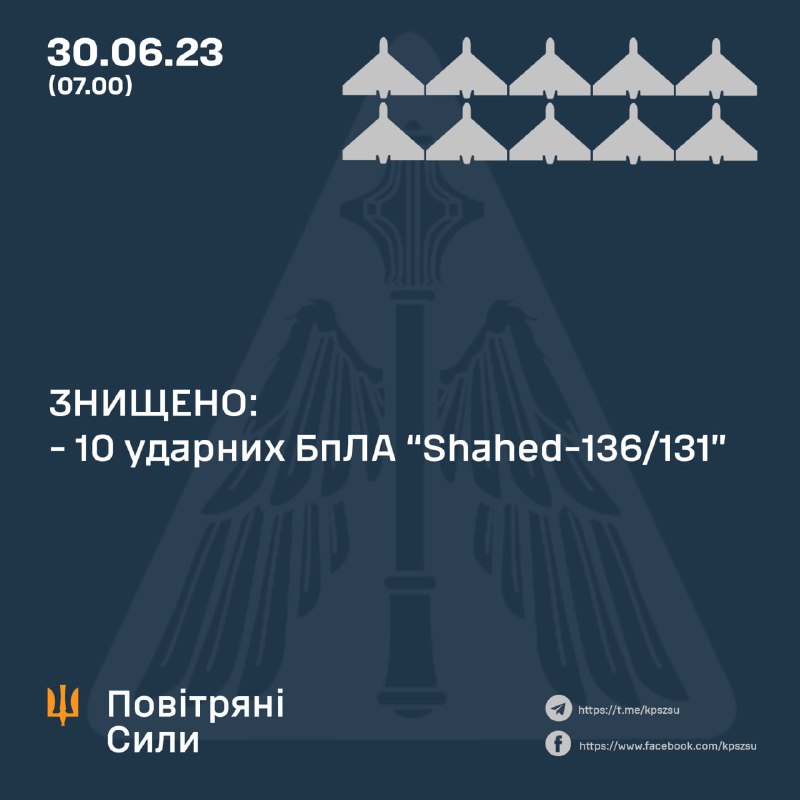 30.06.23
(07.00)
ЗНИЩЕНО:
- 10 ударних БпЛА “Shahed-136/131”
Повітряні
Сили
https://t.me/kpszsu
https://www.facebook.com/kpszsu